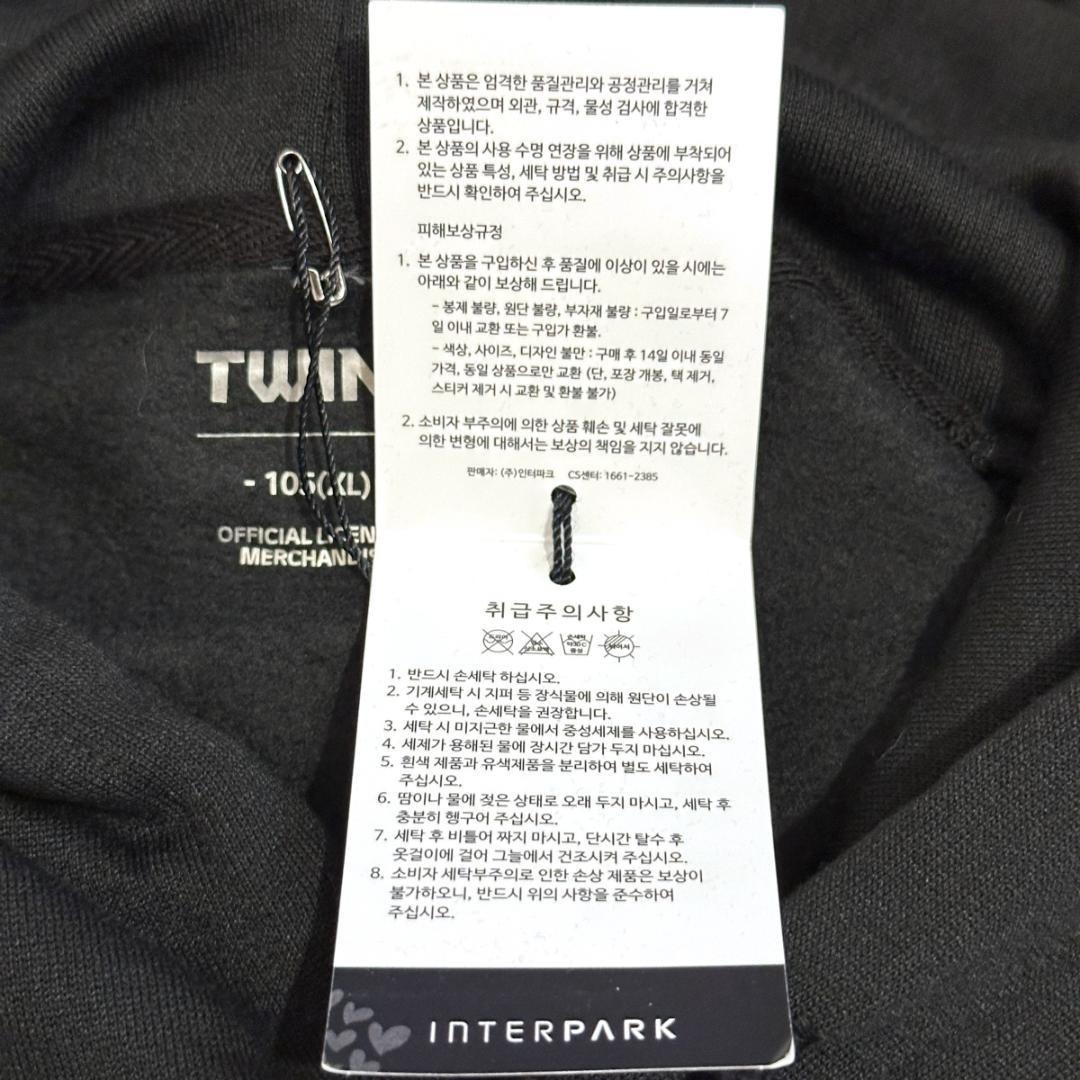 1. 본 상품은 엄격한 품질관리와 공정관리를 거쳐
제작하였으며 외관, 규격, 물성 검사에 합격한
상품입니다.
2. 본 상품의 사용 수명 연장을 위해 상품에 부착되어
있는 상품 특성, 세탁 방법 및 취급 시 주의사항을
반드시 확인하여 주십시오.
피해보상규정
1. 본 상품을 구입하신 후 품질에 이상이 있을 시에는
아래와 같이 보상해 드립니다.
- 봉제 불량, 원단 불량, 부자재 불량 : 구입일로부터 7
일 이내 교환 또는 구입가 환불.
- 색상, 사이즈, 디자인 불만 : 구매 후 14일 이내 동일
가격, 동일 상품으로만 교환 (단, 포장 개봉, 택 제거,
스티커 제거 시 교환 및 환불 불가)
2. 소비자 부주의에 의한 상품 훼손 및 세탁 잘못에
의한 변형에 대해서는 보상의 책임을 지지 않습니다.
판매자: (주)인터파크 CS센터: 1661-2385
TWIN
- 105(XL)
OFFICIAL LICEN
MERCHANDIS
취급주의사항
드라이
손세탁
약30℃
중성
1. 반드시 손세탁 하십시오.
2. 기계세탁 시 지퍼 등 장식물에 의해 원단이 손상될
수 있으니, 손세탁을 권장합니다.
3. 세탁 시 미지근한 물에서 중성세제를 사용하십시오.
4. 세제가 용해된 물에 장시간 담가 두지 마십시오.
5. 흰색 제품과 유색제품을 분리하여 별도 세탁하여
주십시오.
6. 땀이나 물에 젖은 상태로 오래 두지 마시고, 세탁 후
충분히 헹구어 주십시오.
7. 세탁 후 비틀어 짜지 마시고, 단시간 탈수 후
옷걸이에 걸어 그늘에서 건조시켜 주십시오.
8. 소비자 세탁부주의로 인한 손상 제품은 보상이
불가하오니, 반드시 위의 사항을 준수하여
주십시오.
INTERPARK